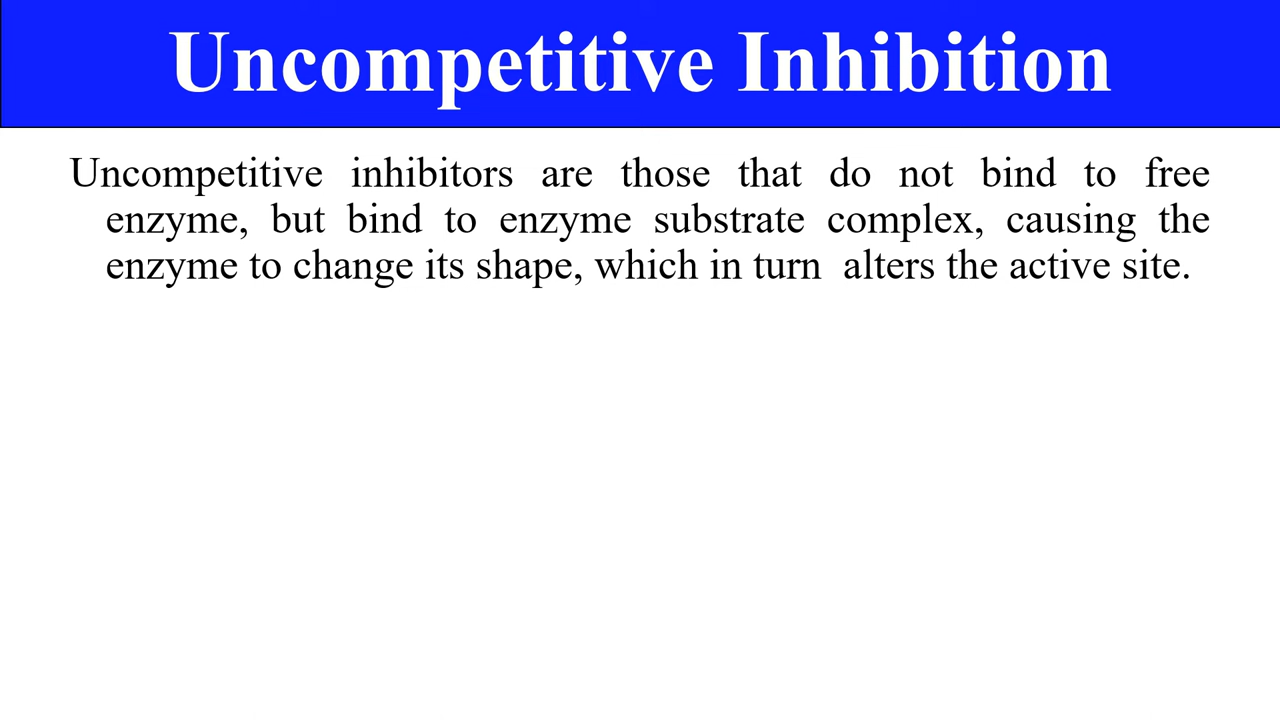 Uncompetitive Inhibition
Uncompetitive inhibitors are those that do not bind to free
enzyme, but bind to enzyme substrate complex, causing the
enzyme to change its shape, which in turn  alters the active site.